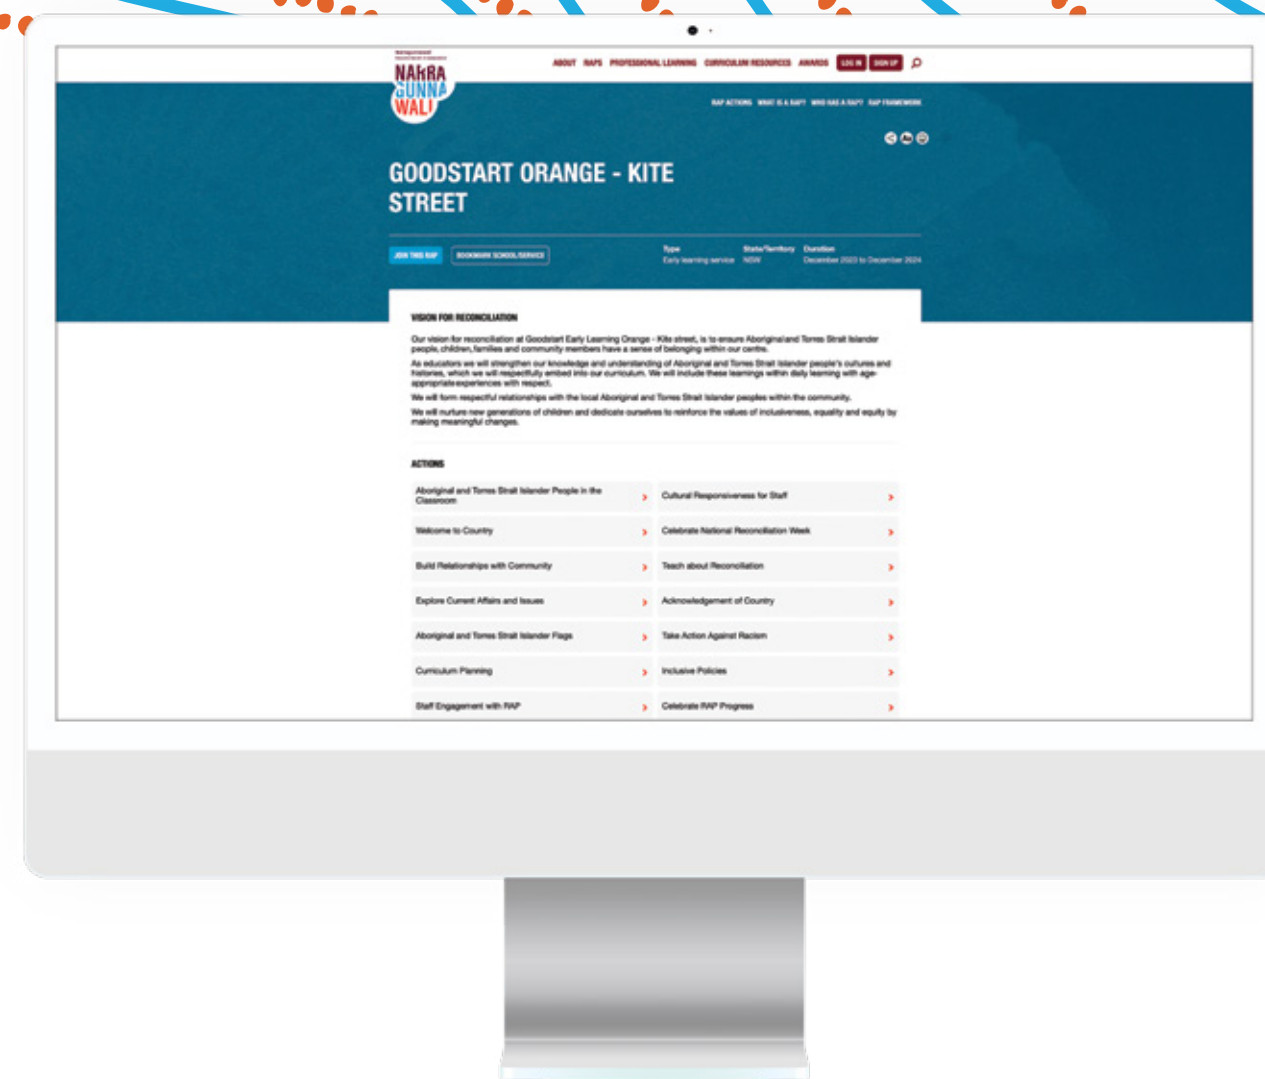 NARRA
GUNNA
WALI
ABOUT RAPS PROFESSIONAL LEARNING CURRICULUM RESOURCES AWARDS LOG IN SIGN UP
RAP ACTIONS WHAT IS A RAP? WHO HAS A RAP? RAP FRAMEWORK
GOODSTART ORANGE - KITE
STREET
JOIN THIS RAP BOOKMARK SCHOOL/SERVICE
Type State/Territory Duration
Early learning service NSW December 2023 to December 2024
VISION FOR RECONCILIATION
Our vision for reconciliation at Goodstart Early Learning Orange - Kite street, is to ensure Aboriginal and Torres Strait Islander
people, children, families and community members have a sense of belonging within our centre.
As educators we will strengthen our knowledge and understanding of Aboriginal and Torres Strait Islander people's cultures and
histories, which we will respectfully embed into our curriculum. We will include these learnings within daily learning with age-
appropriate experiences with respect.
We will form respectful relationships with the local Aboriginal and Torres Strait Islander peoples within the community.
We will nurture new generations of children and dedicate ourselves to reinforce the values of inclusiveness, equality and equity by
making meaningful changes.
ACTIONS
Aboriginal and Torres Strait Islander People in the
Classroom
Cultural Responsiveness for Staff
Welcome to Country
Celebrate National Reconciliation Week
Build Relationships with Community
Teach about Reconciliation
Explore Current Affairs and Issues
Acknowledgement of Country
Aboriginal and Torres Strait Islander Flags
Take Action Against Racism
Curriculum Planning
Inclusive Policies
Staff Engagement with RAP
Celebrate RAP Progress